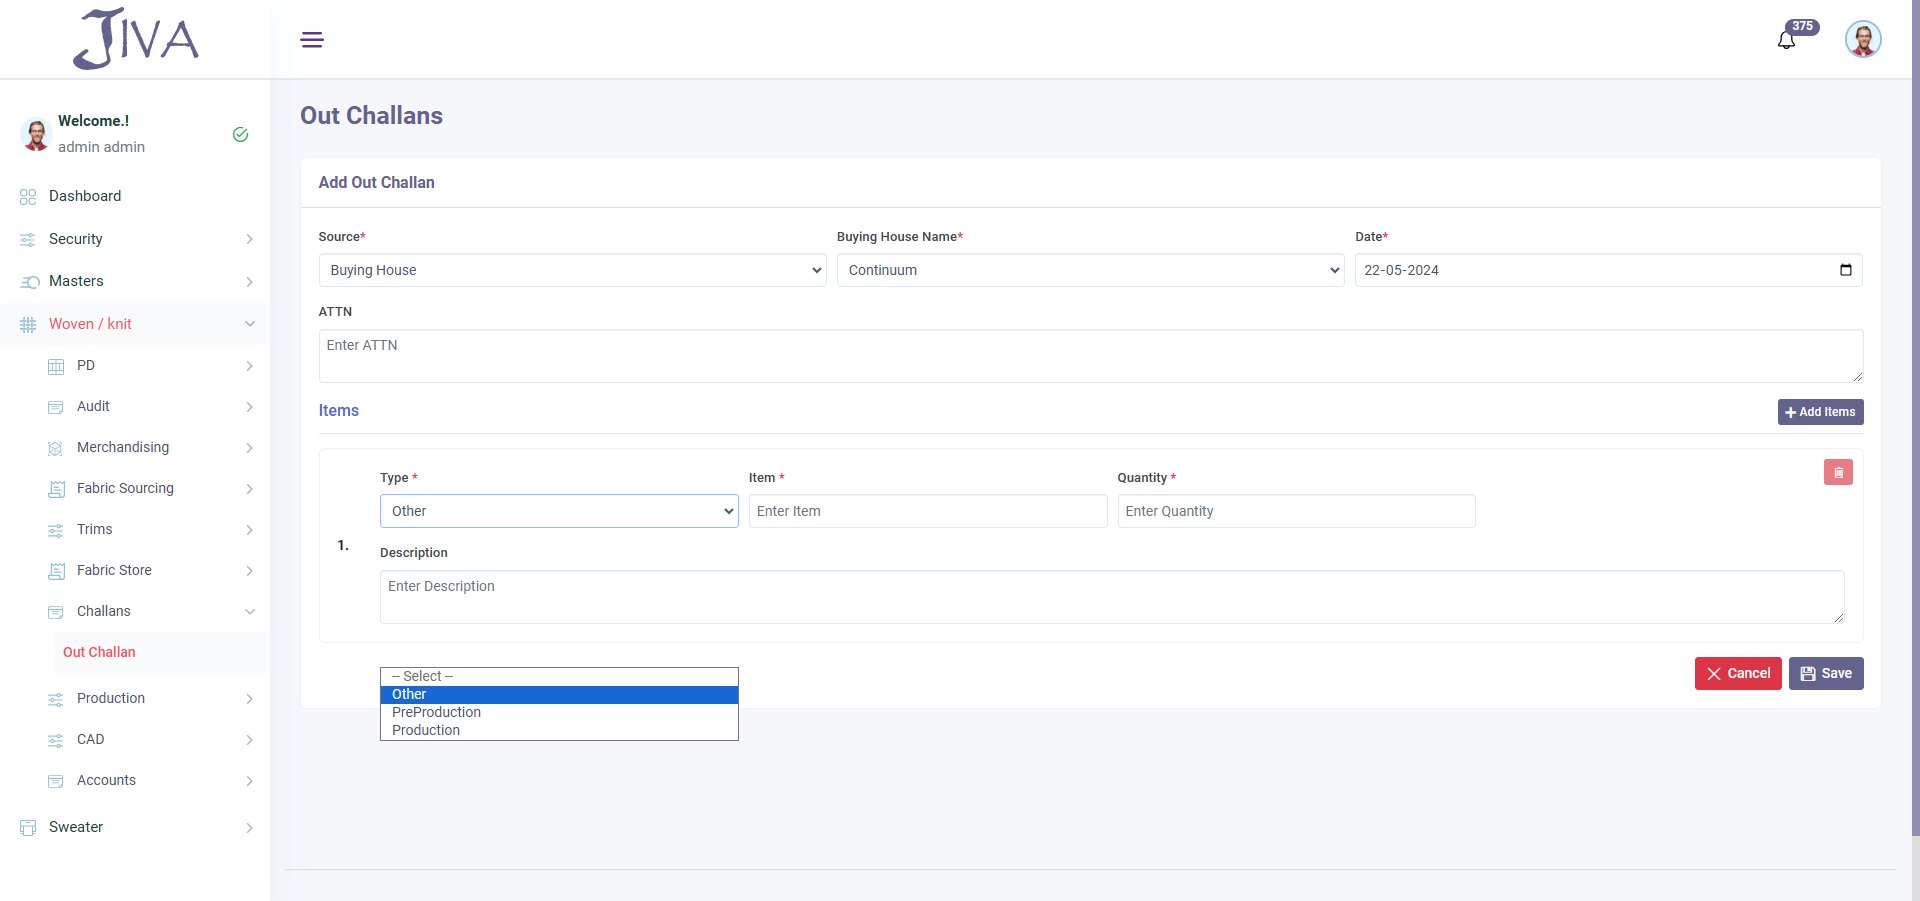 JIVA
375
Welcome.!
admin admin
Dashboard
Security
Masters
Woven / knit
PD
Audit
Merchandising
Fabric Sourcing
Trims
Fabric Store
Challans
Out Challan
Production
CAD
Accounts
Sweater
Out Challans
Add Out Challan
Source* Buying House Name* Date*
Buying House Continuum 22-05-2024
ATTN
Enter ATTN
Items Add Items
Type * Item * Quantity *
Other Enter Item Enter Quantity
1.
Description
Enter Description
-- Select --
Other
PreProduction
Production
Cancel Save